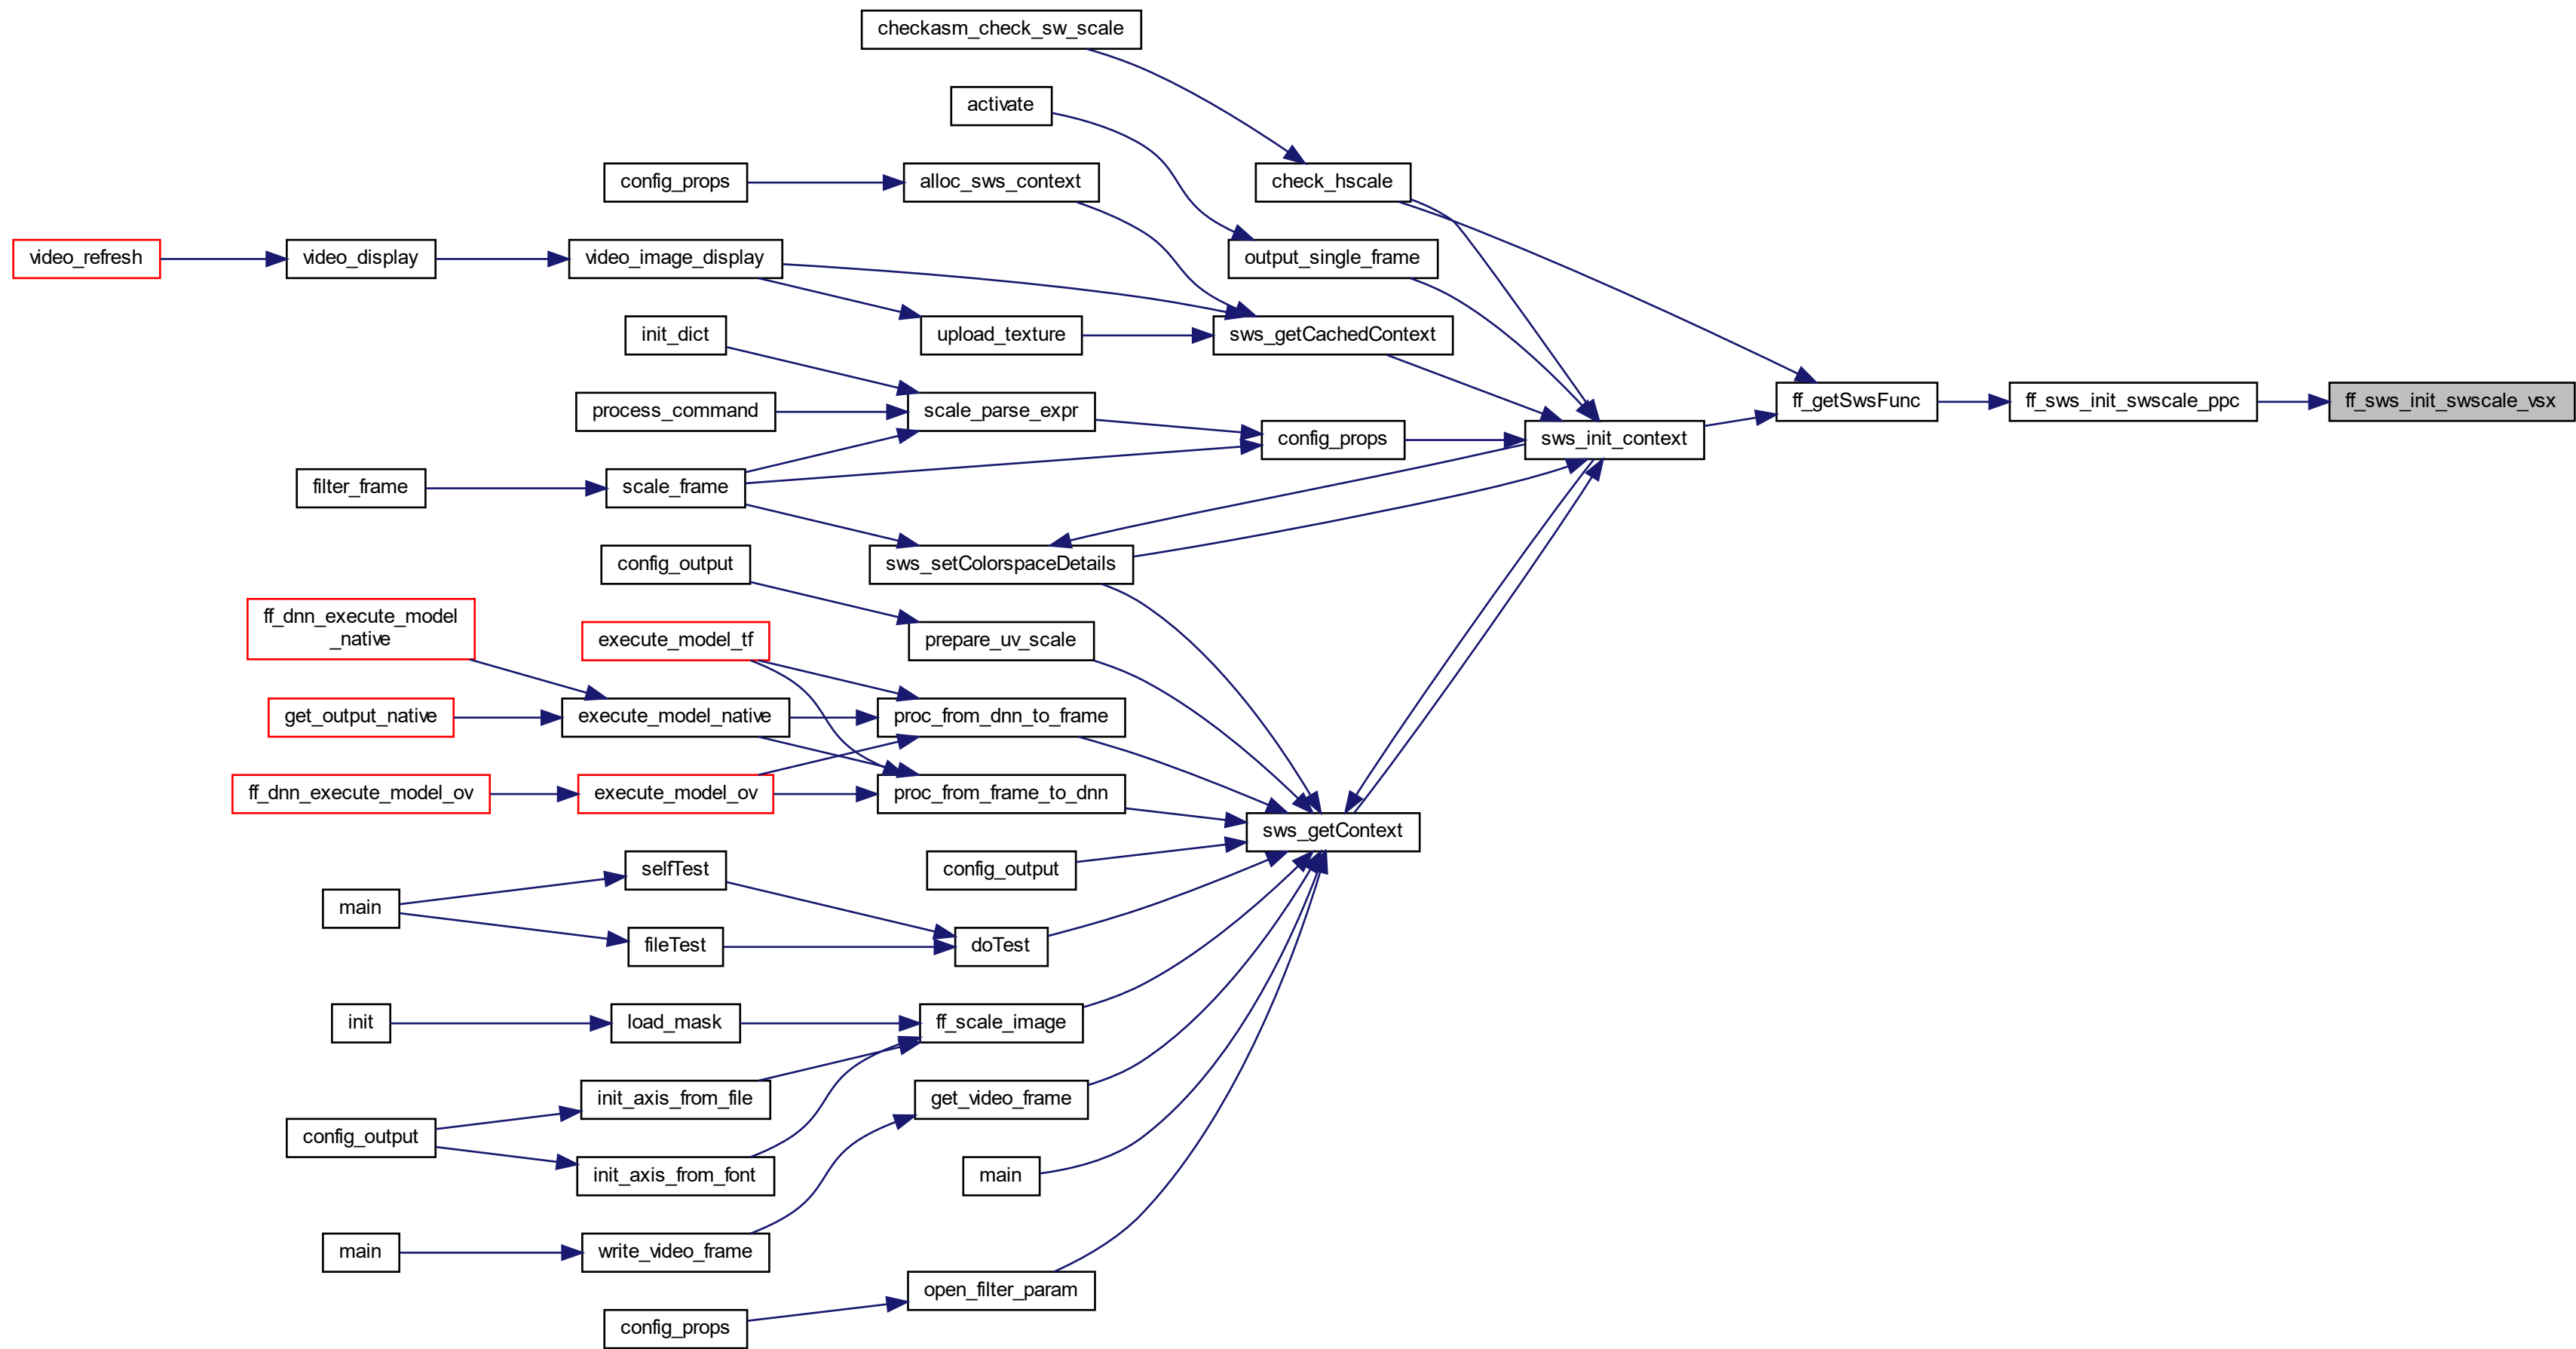 checkasm_check_sw_scale
activate
config_props
alloc_sws_context
check_hscale
video_refresh
video_display
video_image_display
output_single_frame
init_dict
upload_texture
sws_getCachedContext
process_command
scale_parse_expr
ff_getSwsFunc
ff_sws_init_swscale_ppc
ff_sws_init_swscale_vsx
config_props
sws_init_context
filter_frame
scale_frame
config_output
sws_setColorspaceDetails
ff_dnn_execute_model
_native
execute_model_tf
prepare_uv_scale
get_output_native
execute_model_native
proc_from_dnn_to_frame
ff_dnn_execute_model_ov
execute_model_ov
proc_from_frame_to_dnn
sws_getContext
selfTest
config_output
main
fileTest
doTest
init
load_mask
ff_scale_image
init_axis_from_file
get_video_frame
config_output
init_axis_from_font
main
main
write_video_frame
open_filter_param
config_props